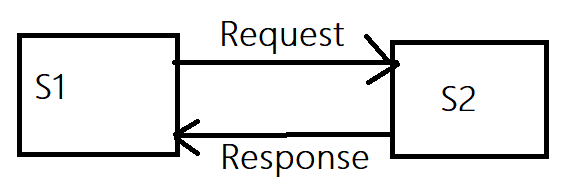 Request
S1
S2
Response